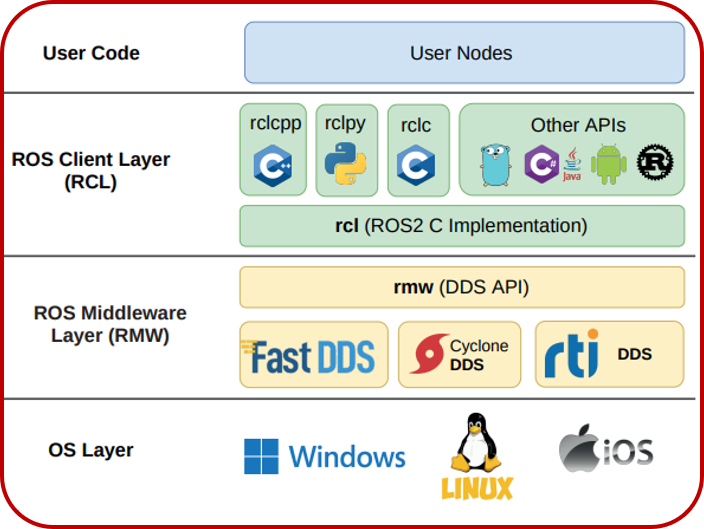 User Code
User Nodes
ROS Client Layer
(RCL)
rclcpp
C++
rclpy
rclc
C
Other APIs
C#
Java
R
rcl (ROS2 C Implementation)
ROS Middleware
Layer (RMW)
rmw (DDS API)
Fast DDS
Cyclone
DDS
rti
DDS
OS Layer
Windows
LINUX
iOS